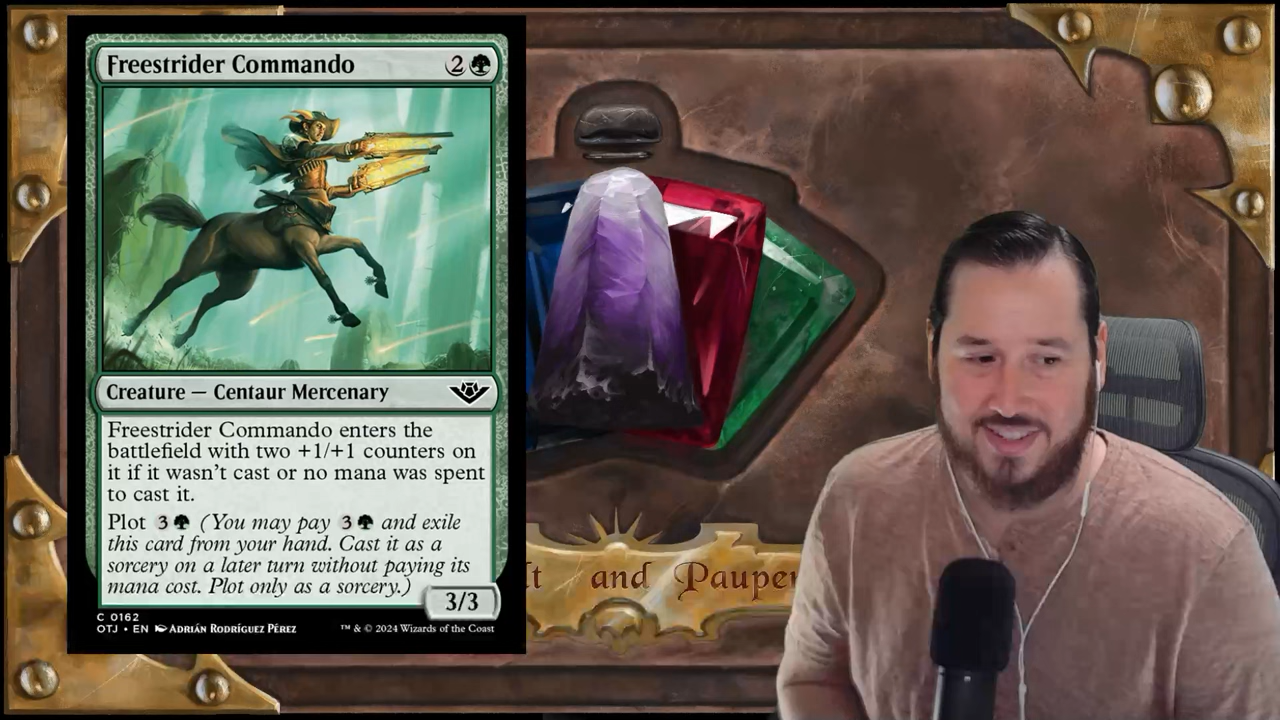 Freestrider Commando 2
Creature — Centaur Mercenary
Freestrider Commando enters the
battlefield with two +1/+1 counters on
it if it wasn't cast or no mana was spent
to cast it.
Plot 3 (You may pay 3 and exile
this card from your hand. Cast it as a
sorcery on a later turn without paying its
mana cost. Plot only as a sorcery.)
3/3
C 0162
OTJ • EN ADRIÁN RODRÍGUEZ PÉREZ
™ & © 2024 Wizards of the Coast
and Pauper